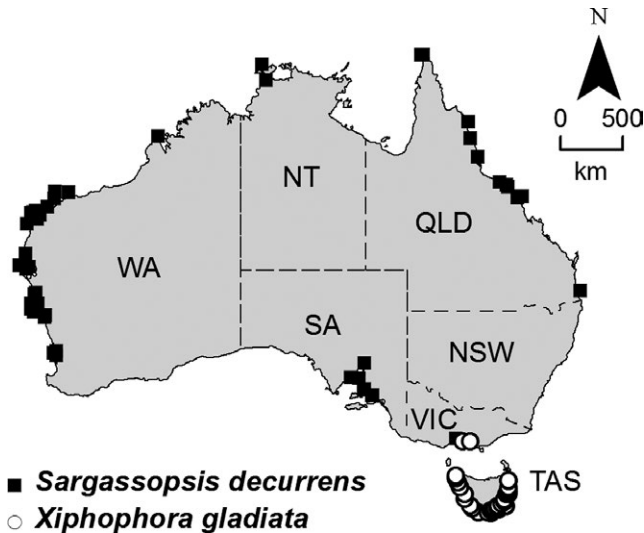 N
0 500
km
NT
QLD
WA
SA
NSW
VIC
TAS
Sargassopsis decurrens
Xiphophora gladiata